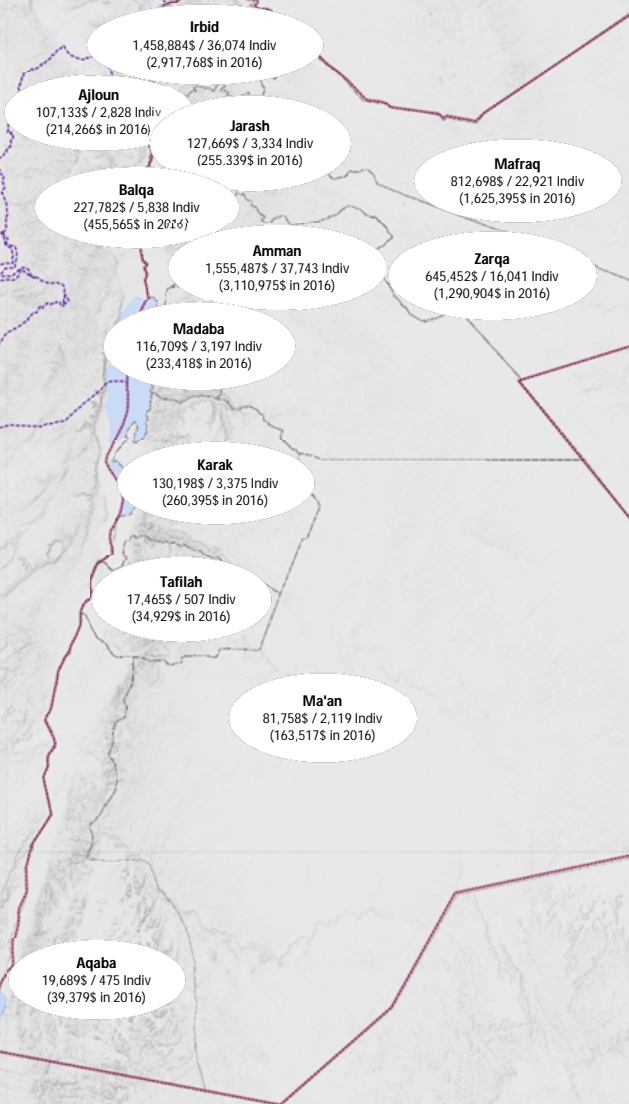 Irbid
1,458,884$ / 36,074 Indiv
(2,917,768$ in 2016)
Ajloun
107,133$ / 2,828 Indiv
(214,266$ in 2016)
Jarash
127,669$ / 3,334 Indiv
(255.339$ in 2016)
Mafraq
812,698$ / 22,921 Indiv
(1,625,395$ in 2016)
Balqa
227,782$ / 5,838 Indiv
(455,565$ in 2016)
Amman
1,555,487$ / 37,743 Indiv
(3,110,975$ in 2016)
Zarqa
645,452$ / 16,041 Indiv
(1,290,904$ in 2016)
Madaba
116,709$ / 3,197 Indiv
(233,418$ in 2016)
Karak
130,198$ / 3,375 Indiv
(260,395$ in 2016)
Tafilah
17,465$ / 507 Indiv
(34,929$ in 2016)
Ma'an
81,758$ / 2,119 Indiv
(163,517$ in 2016)
Aqaba
19,689$ / 475 Indiv
(39,379$ in 2016)